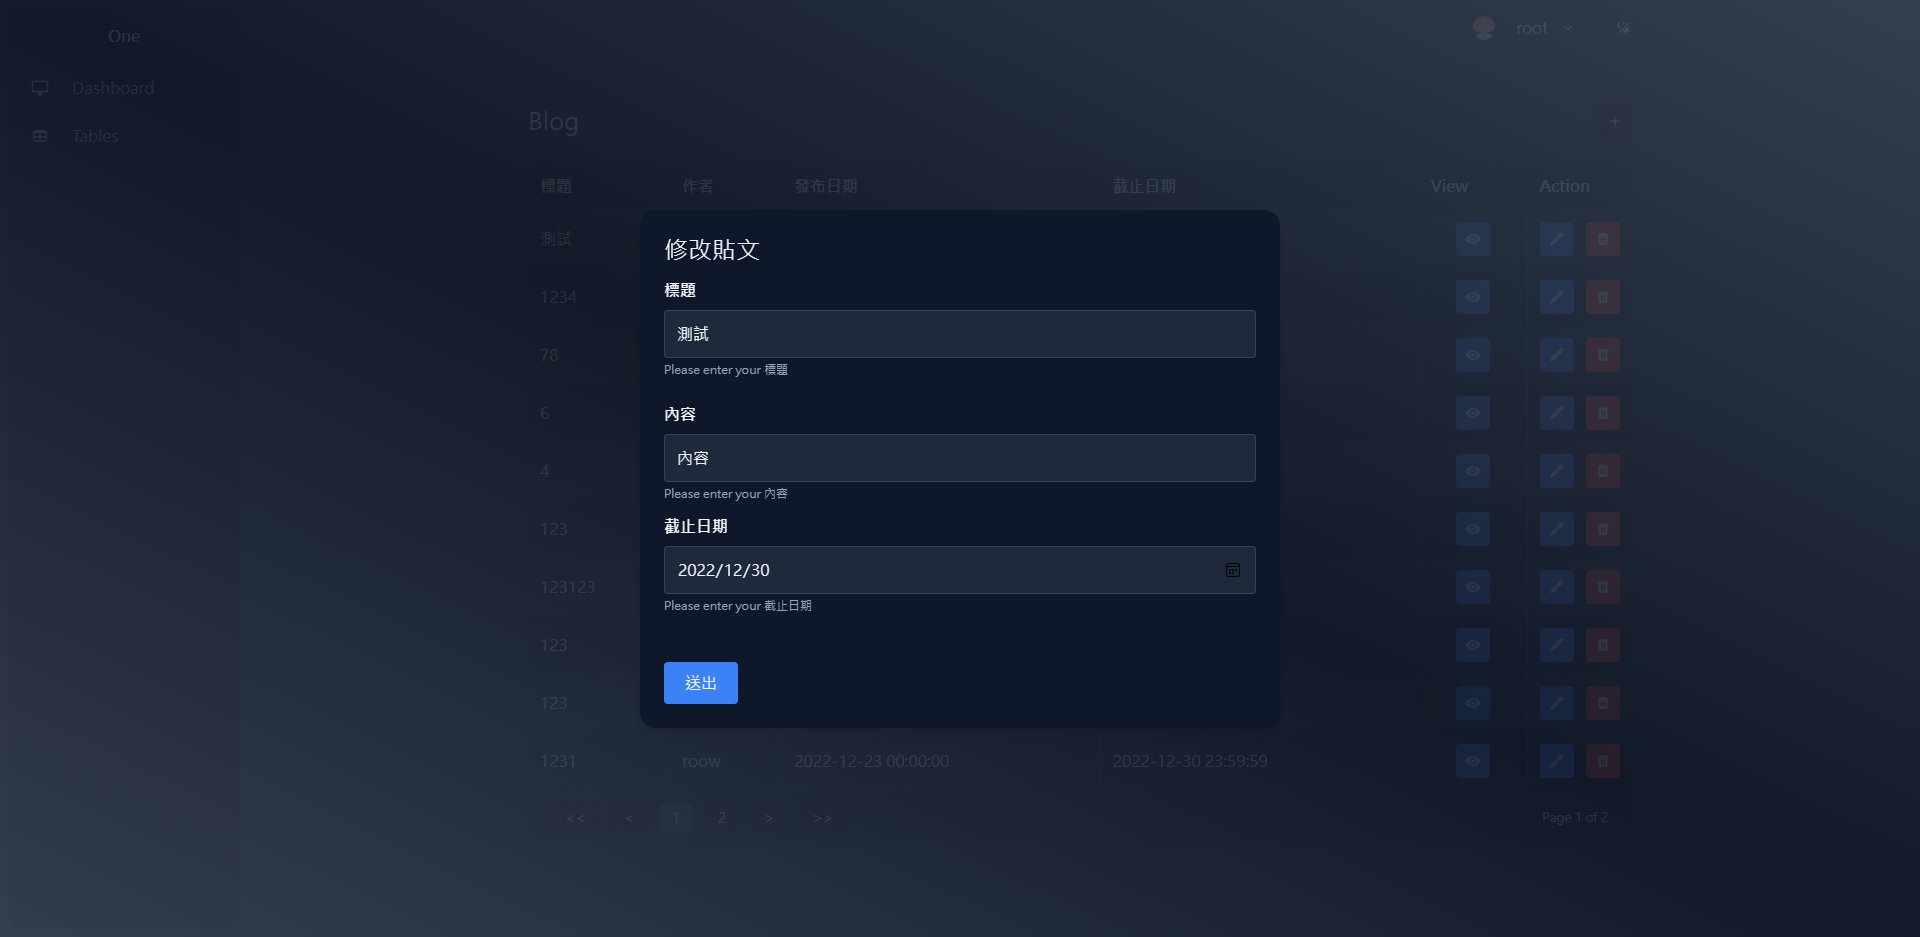 One
root
Dashboard
Tables
Blog
+
標題 作者 發布日期 截止日期 View Action
測試
1234
78
6
4
123
123123
123
123
1231 roow 2022-12-23 00:00:00 2022-12-30 23:59:59
<< < 1 2 > >>
Page 1 of 2
修改貼文
標題
測試
Please enter your 標題
內容
內容
Please enter your 內容
截止日期
2022/12/30
Please enter your 截止日期
送出